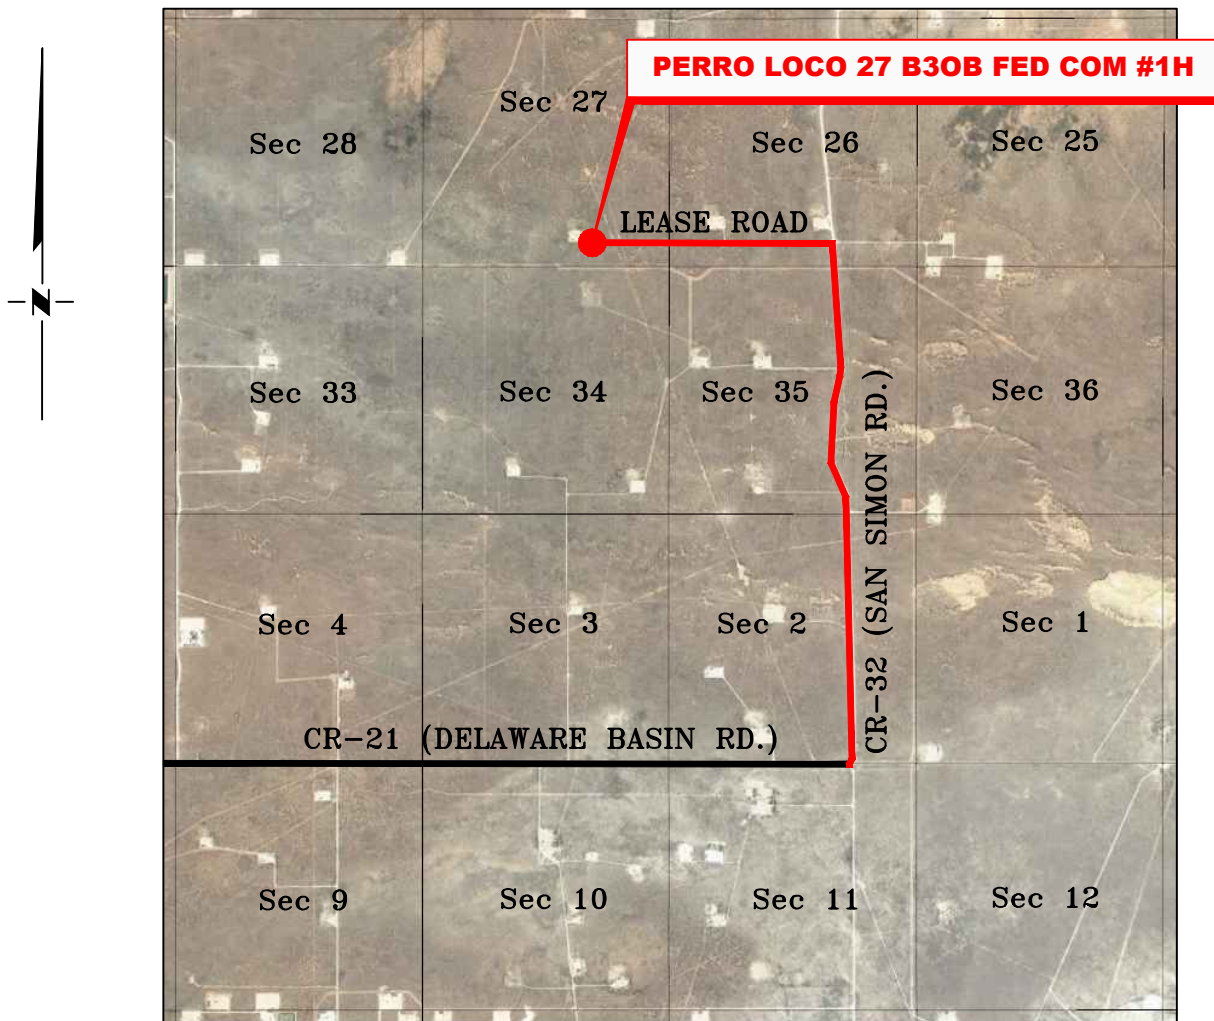 PERRO LOCO 27 B3OB FED COM #1H
Sec 27
Sec 28
Sec 26
Sec 25
LEASE ROAD
N
Sec 33
Sec 34
Sec 35
Sec 36
CR-32 (SAN SIMON RD.)
Sec 4
Sec 3
Sec 2
Sec 1
CR-21 (DELAWARE BASIN RD.)
Sec 9
Sec 10
Sec 11
Sec 12